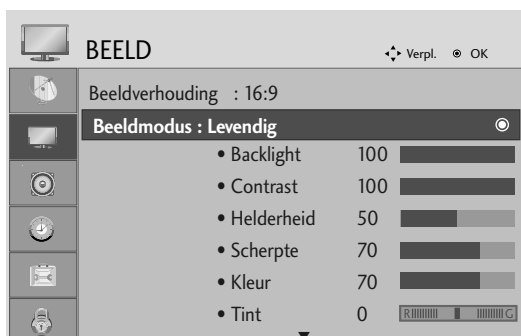 BEELD Verpl. OK
Beeldverhouding : 16:9
Beeldmodus : Levendig
• Backlight 100
• Contrast 100
• Helderheid 50
• Scherpte 70
• Kleur 70
• Tint 0 R G